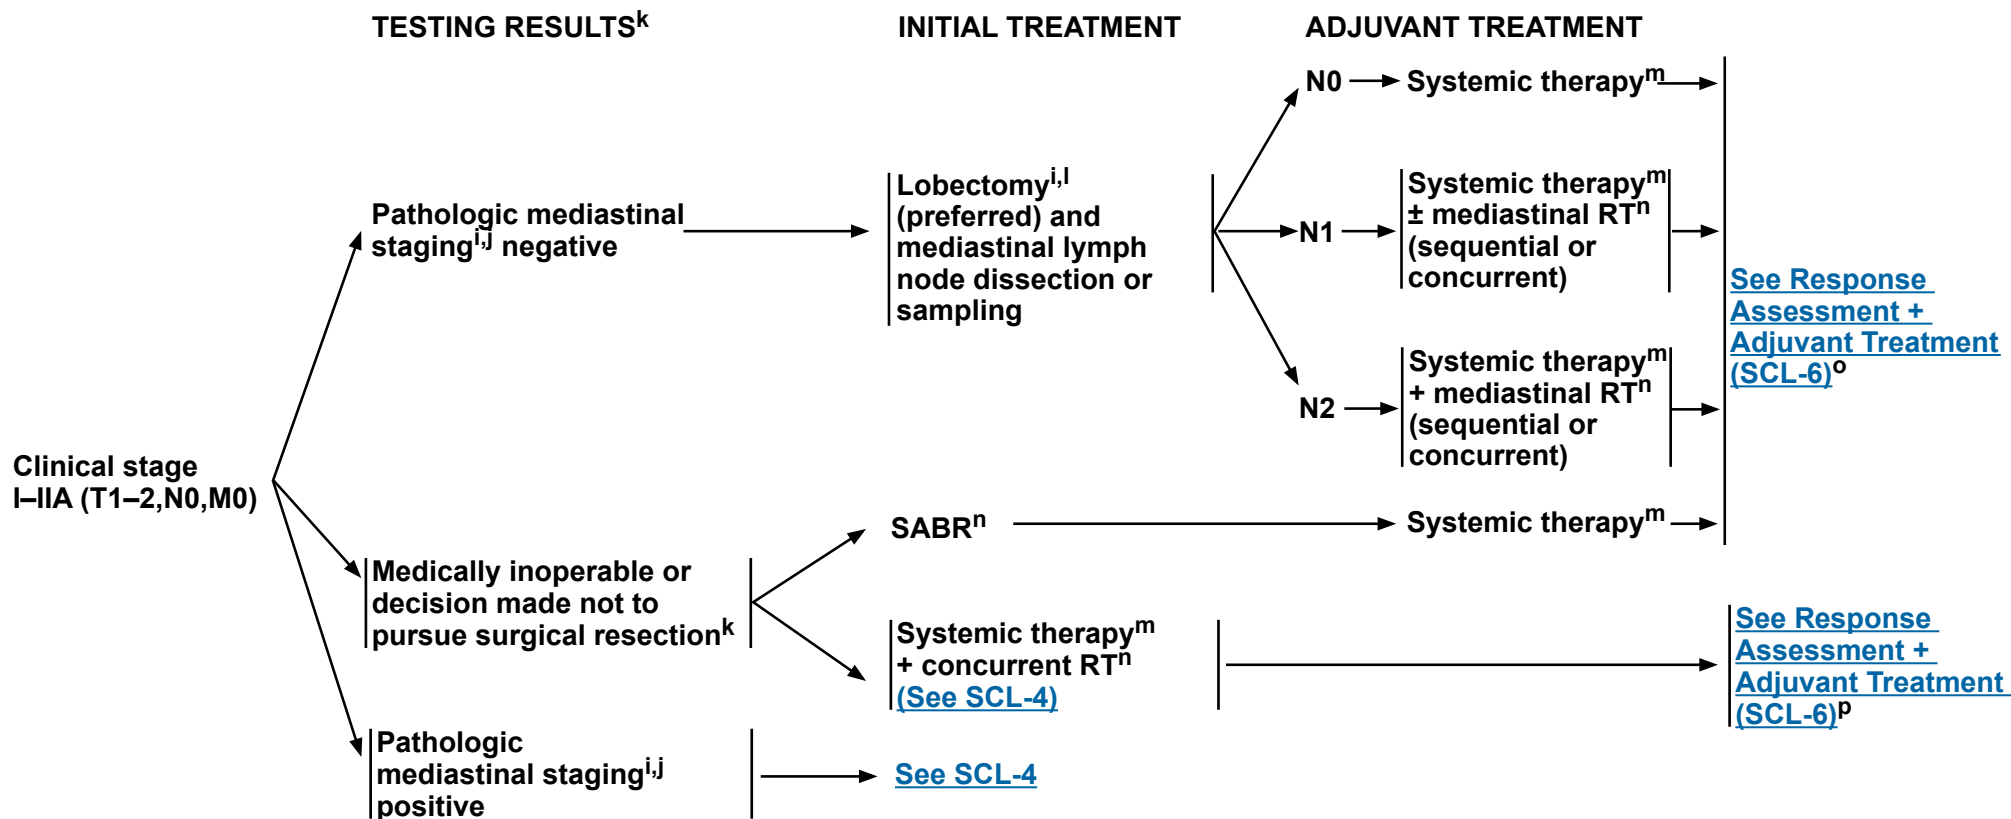 TESTING RESULTSk
INITIAL TREATMENT
ADJUVANT TREATMENT
N0
Systemic therapym
Pathologic mediastinal
stagingi,j negative
Lobectomyi,l
(preferred) and
mediastinal lymph
node dissection or
sampling
N1
Systemic therapym
± mediastinal RTn
(sequential or
concurrent)
N2
Systemic therapym
+ mediastinal RTn
(sequential or
concurrent)
See Response
Assessment +
Adjuvant Treatment
(SCL-6)o
Clinical stage
I–IIA (T1–2,N0,M0)
Medically inoperable or
decision made not to
pursue surgical resectionk
SABRn
Systemic therapym
Systemic therapym
+ concurrent RTn
(See SCL-4)
See Response
Assessment +
Adjuvant Treatment
(SCL-6)p
Pathologic
mediastinal stagingi,j
positive
See SCL-4